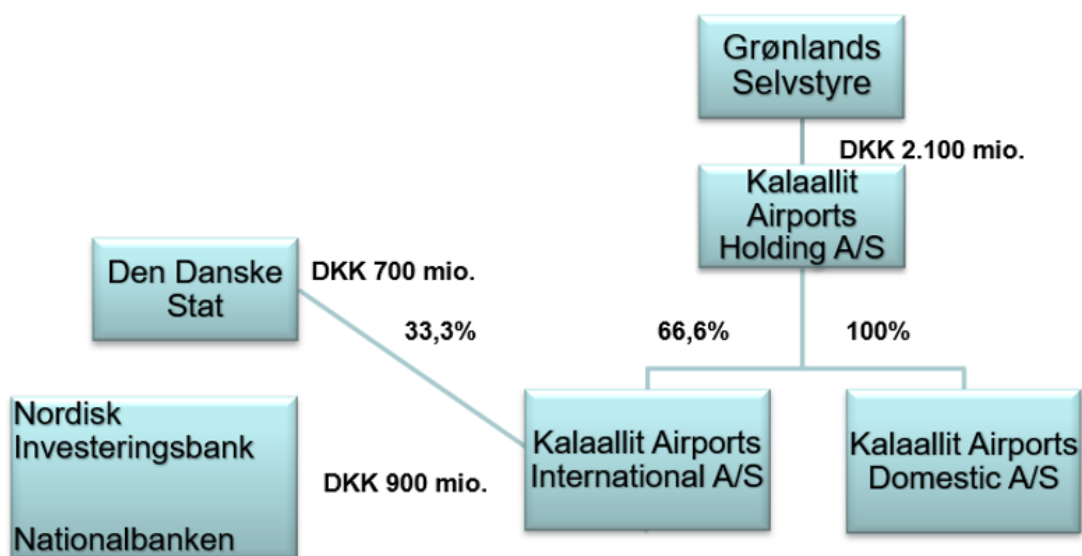 Grønlands
Selvstyre
DKK 2.100 mio.
Kalaallit
Airports
Holding A/S
Den Danske
Stat
DKK 700 mio.
33,3%
66,6%
100%
Nordisk
Investeringsbank
Nationalbanken
DKK 900 mio.
Kalaallit Airports
International A/S
Kalaallit Airports
Domestic A/S